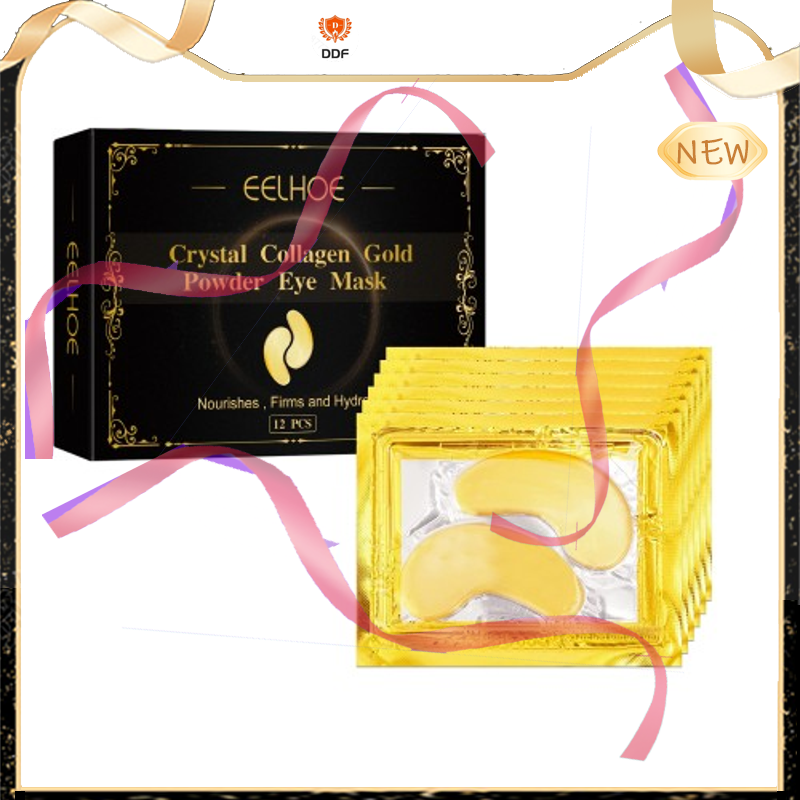 D
DDF
NEW
EELHOE
EELHOE
Crystal Collagen Gold
Powder Eye Mask
Nourishes , Firms and Hydr
12 PCS